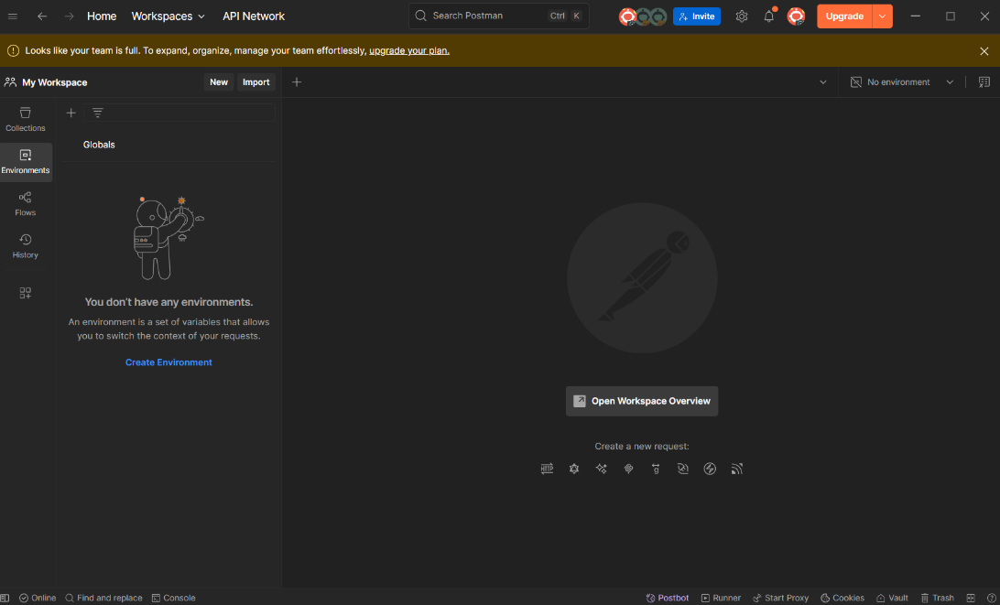 Home
Workspaces
API Network
Search Postman
Ctrl K
Invite
Upgrade
Looks like your team is full. To expand, organize, manage your team effortlessly, upgrade your plan.
My Workspace
New
Import
No environment
Collections
Environments
Flows
History
Globals
You don't have any environments.
An environment is a set of variables that allows
you to switch the context of your requests.
Create Environment
Open Workspace Overview
Create a new request:
HTTP
g
Online
Find and replace
Console
Postbot
Runner
Start Proxy
Cookies
Vault
Trash